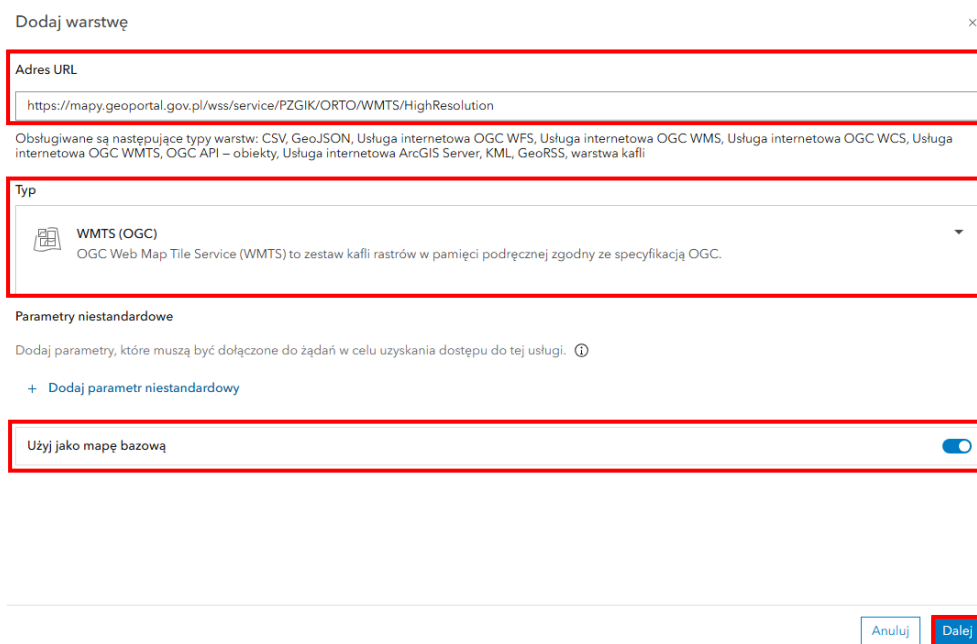 Dodaj warstwę
×
Adres URL
https://mapy.geoportal.gov.pl/wss/service/PZGIK/ORTO/WMTS/HighResolution
Obsługiwane są następujące typy warstw: CSV, GeoJSON, Usługa internetowa OGC WFS, Usługa internetowa OGC WMS, Usługa internetowa OGC WCS, Usługa
internetowa OGC WMTS, OGC API – obiekty, Usługa internetowa ArcGIS Server, KML, GeoRSS, warstwa kafli
Typ
WMTS (OGC)
OGC Web Map Tile Service (WMTS) to zestaw kafli rastrów w pamięci podręcznej zgodny ze specyfikacją OGC.
Parametry niestandardowe
Dodaj parametry, które muszą być dołączone do żądań w celu uzyskania dostępu do tej usługi.
+ Dodaj parametr niestandardowy
Użyj jako mapę bazową
Anuluj
Dalej